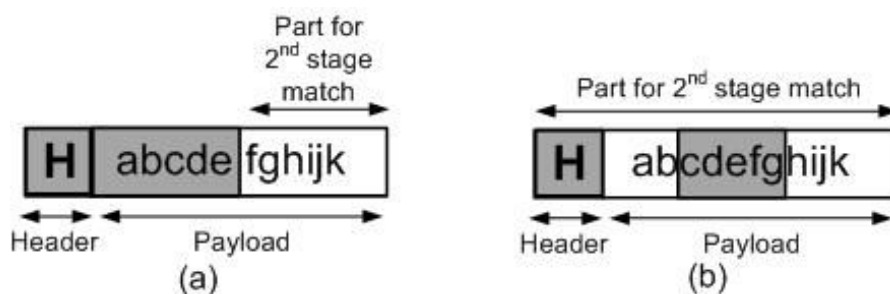 Part for
2nd stage
match
H abcde fghijk
Header Payload
(a)
Part for 2nd stage match
H abcdefghijk
Header Payload
(b)